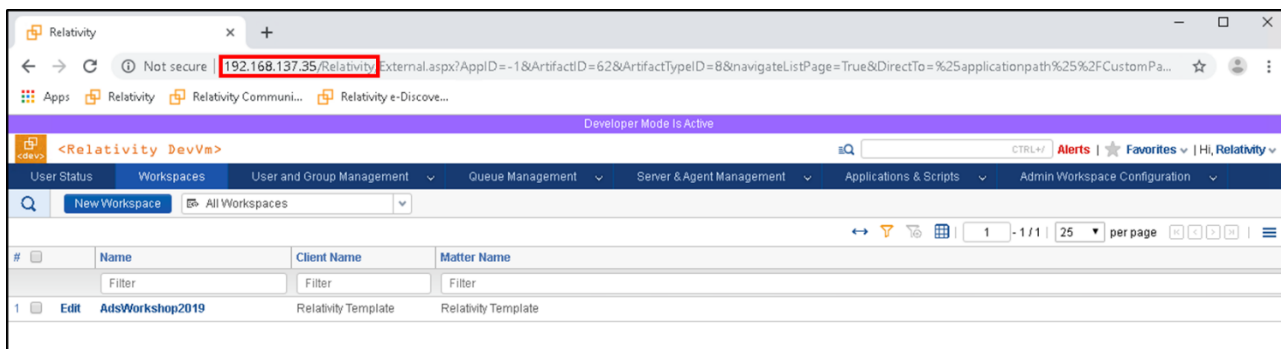 Relativity
Not secure | 192.168.137.35/Relativity/External.aspx?AppID=-1&ArtifactID=62&ArtifactTypeID=8&navigateListPage=True&DirectTo=%25applicationpath%25%2FCustomPa...
Apps Relativity Relativity Communi... Relativity e-Discove...
Developer Mode Is Active
<dev> <Relativity DevVm> CTRL+/ Alerts | Favorites | Hi, Relativity
User Status Workspaces User and Group Management Queue Management Server & Agent Management Applications & Scripts Admin Workspace Configuration
New Workspace All Workspaces
1 - 1 / 1 | 25 per page
# Name Client Name Matter Name
Filter Filter Filter
1 Edit AdsWorkshop2019 Relativity Template Relativity Template